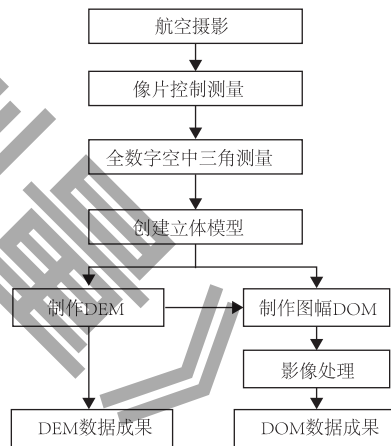 航空摄影
像片控制测量
全数字空中三角测量
创建立体模型
制作DEM
制作图幅DOM
影像处理
DEM数据成果
DOM数据成果